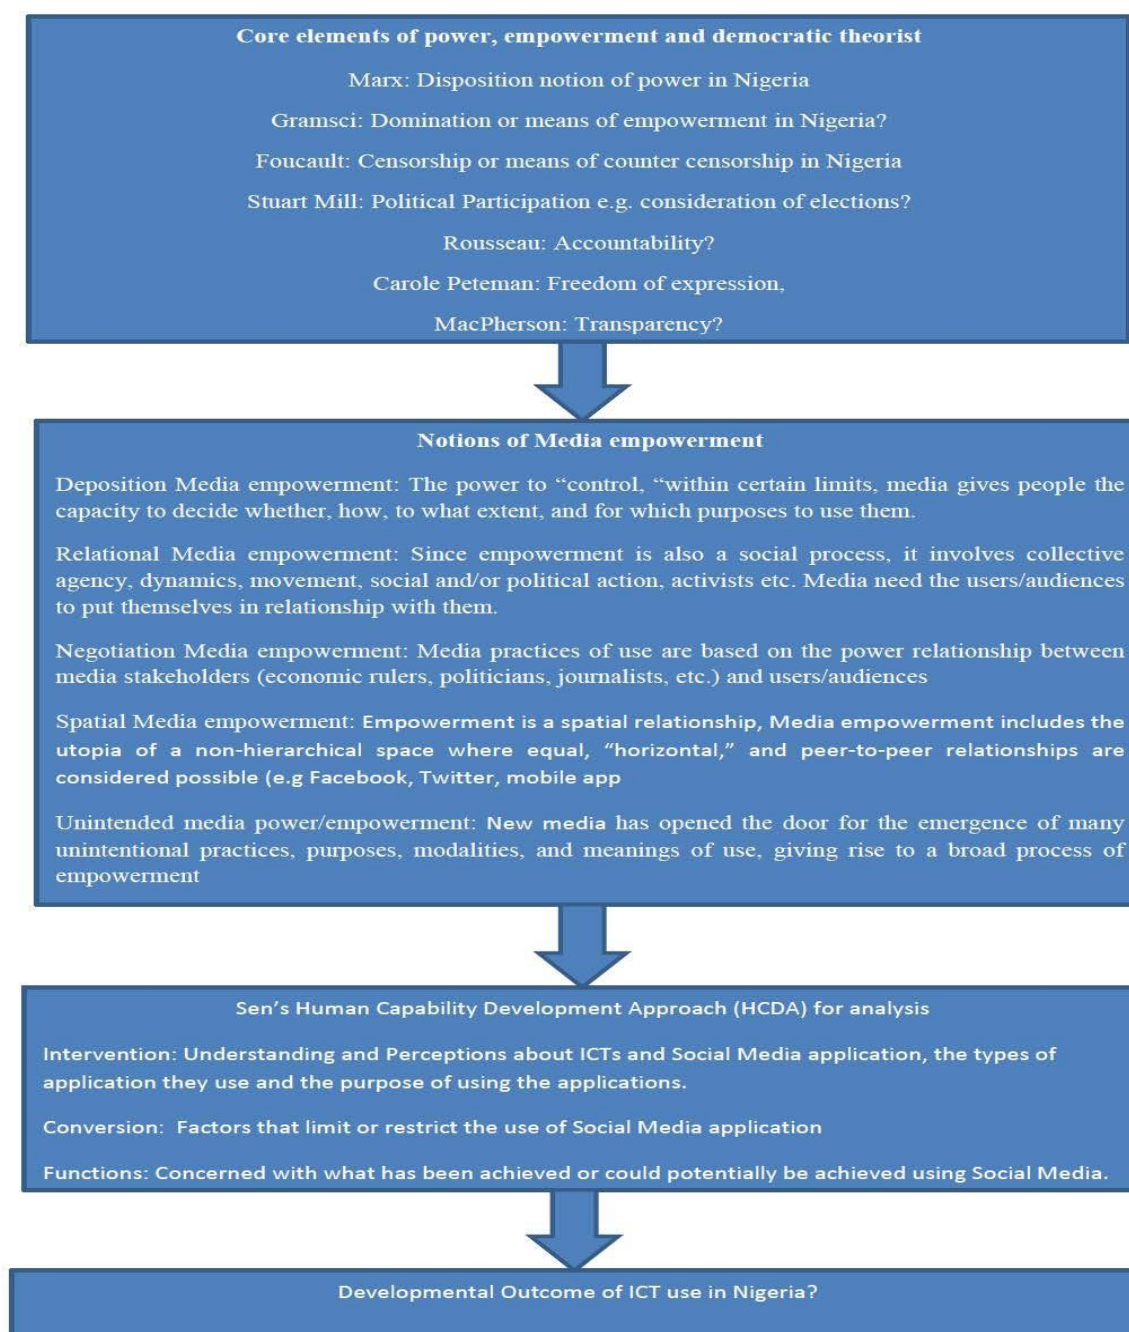 Core elements of power, empowerment and democratic theorist
Marx: Disposition notion of power in Nigeria
Gramsci: Domination or means of empowerment in Nigeria?
Foucault: Censorship or means of counter censorship in Nigeria
Stuart Mill: Political Participation e.g. consideration of elections?
Rousseau: Accountability?
Carole Peteman: Freedom of expression,
MacPherson: Transparency?
Notions of Media empowerment
Deposition Media empowerment: The power to “control, “within certain limits, media gives people the
capacity to decide whether, how, to what extent, and for which purposes to use them.
Relational Media empowerment: Since empowerment is also a social process, it involves collective
agency, dynamics, movement, social and/or political action, activists etc. Media need the users/audiences
to put themselves in relationship with them.
Negotiation Media empowerment: Media practices of use are based on the power relationship between
media stakeholders (economic rulers, politicians, journalists, etc.) and users/audiences
Spatial Media empowerment: Empowerment is a spatial relationship, Media empowerment includes the
utopia of a non-hierarchical space where equal, “horizontal,” and peer-to-peer relationships are
considered possible (e.g Facebook, Twitter, mobile app
Unintended media power/empowerment: New media has opened the door for the emergence of many
unintentional practices, purposes, modalities, and meanings of use, giving rise to a broad process of
empowerment
Sen’s Human Capability Development Approach (HCDA) for analysis
Intervention: Understanding and Perceptions about ICTs and Social Media application, the types of
application they use and the purpose of using the applications.
Conversion: Factors that limit or restrict the use of Social Media application
Functions: Concerned with what has been achieved or could potentially be achieved using Social Media.
Developmental Outcome of ICT use in Nigeria?